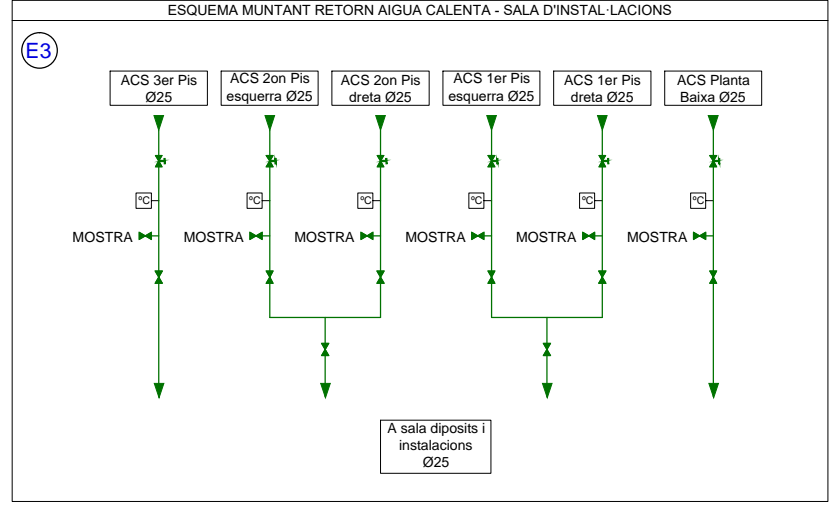 ESQUEMA MUNTANT RETORN AIGUA CALENTA - SALA D'INSTAL·LACIONS
E3
ACS 3er Pis
Ø25
ACS 2on Pis
esquerra Ø25
ACS 2on Pis
dreta Ø25
ACS 1er Pis
esquerra Ø25
ACS 1er Pis
dreta Ø25
ACS Planta
Baixa Ø25
ºC
ºC
ºC
ºC
ºC
ºC
MOSTRA
MOSTRA
MOSTRA
MOSTRA
MOSTRA
MOSTRA
A sala diposits i
instalacions
Ø25